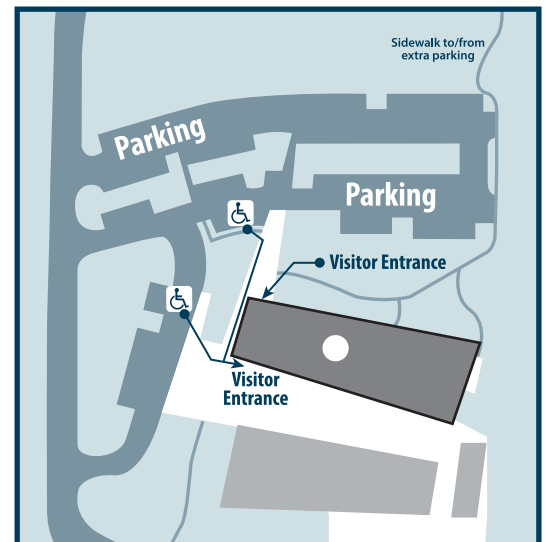 Sidewalk to/from
extra parking
Parking
Parking
Visitor Entrance
Visitor
Entrance